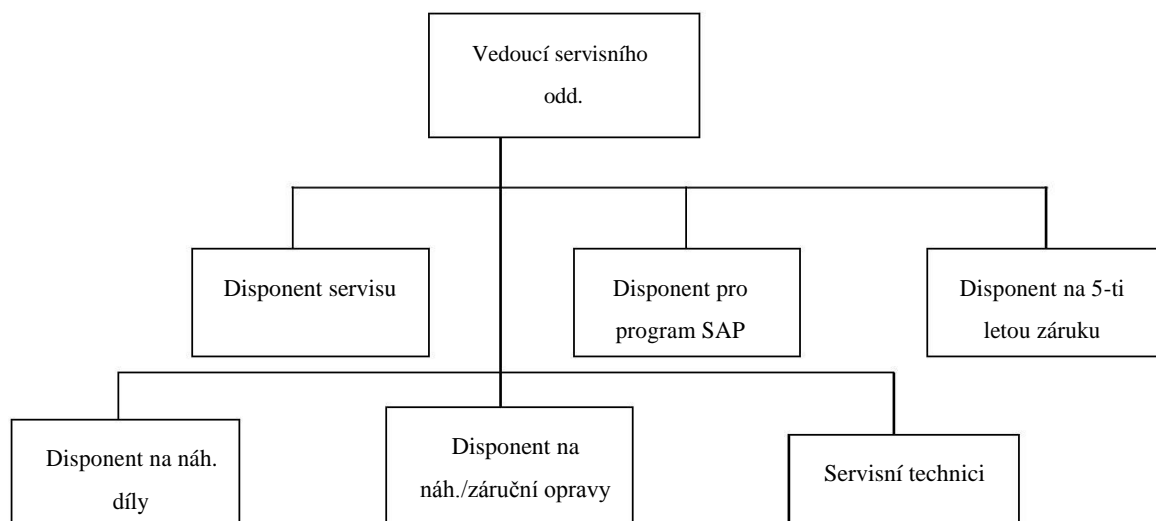 Vedoucí servisního
odd.
Disponent servisu
Disponent pro
program SAP
Disponent na 5-ti
letou záruku
Disponent na náh.
díly
Disponent na
náh./záruční opravy
Servisní technici